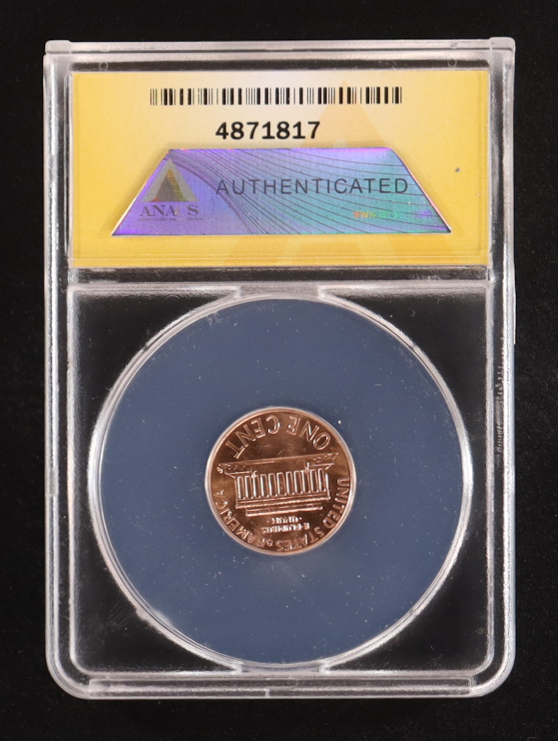 4871817
ANACS
AUTHENTICATED
UNITED STATES OF AMERICA
E·PLURIBUS
·UNUM·
ONE CENT